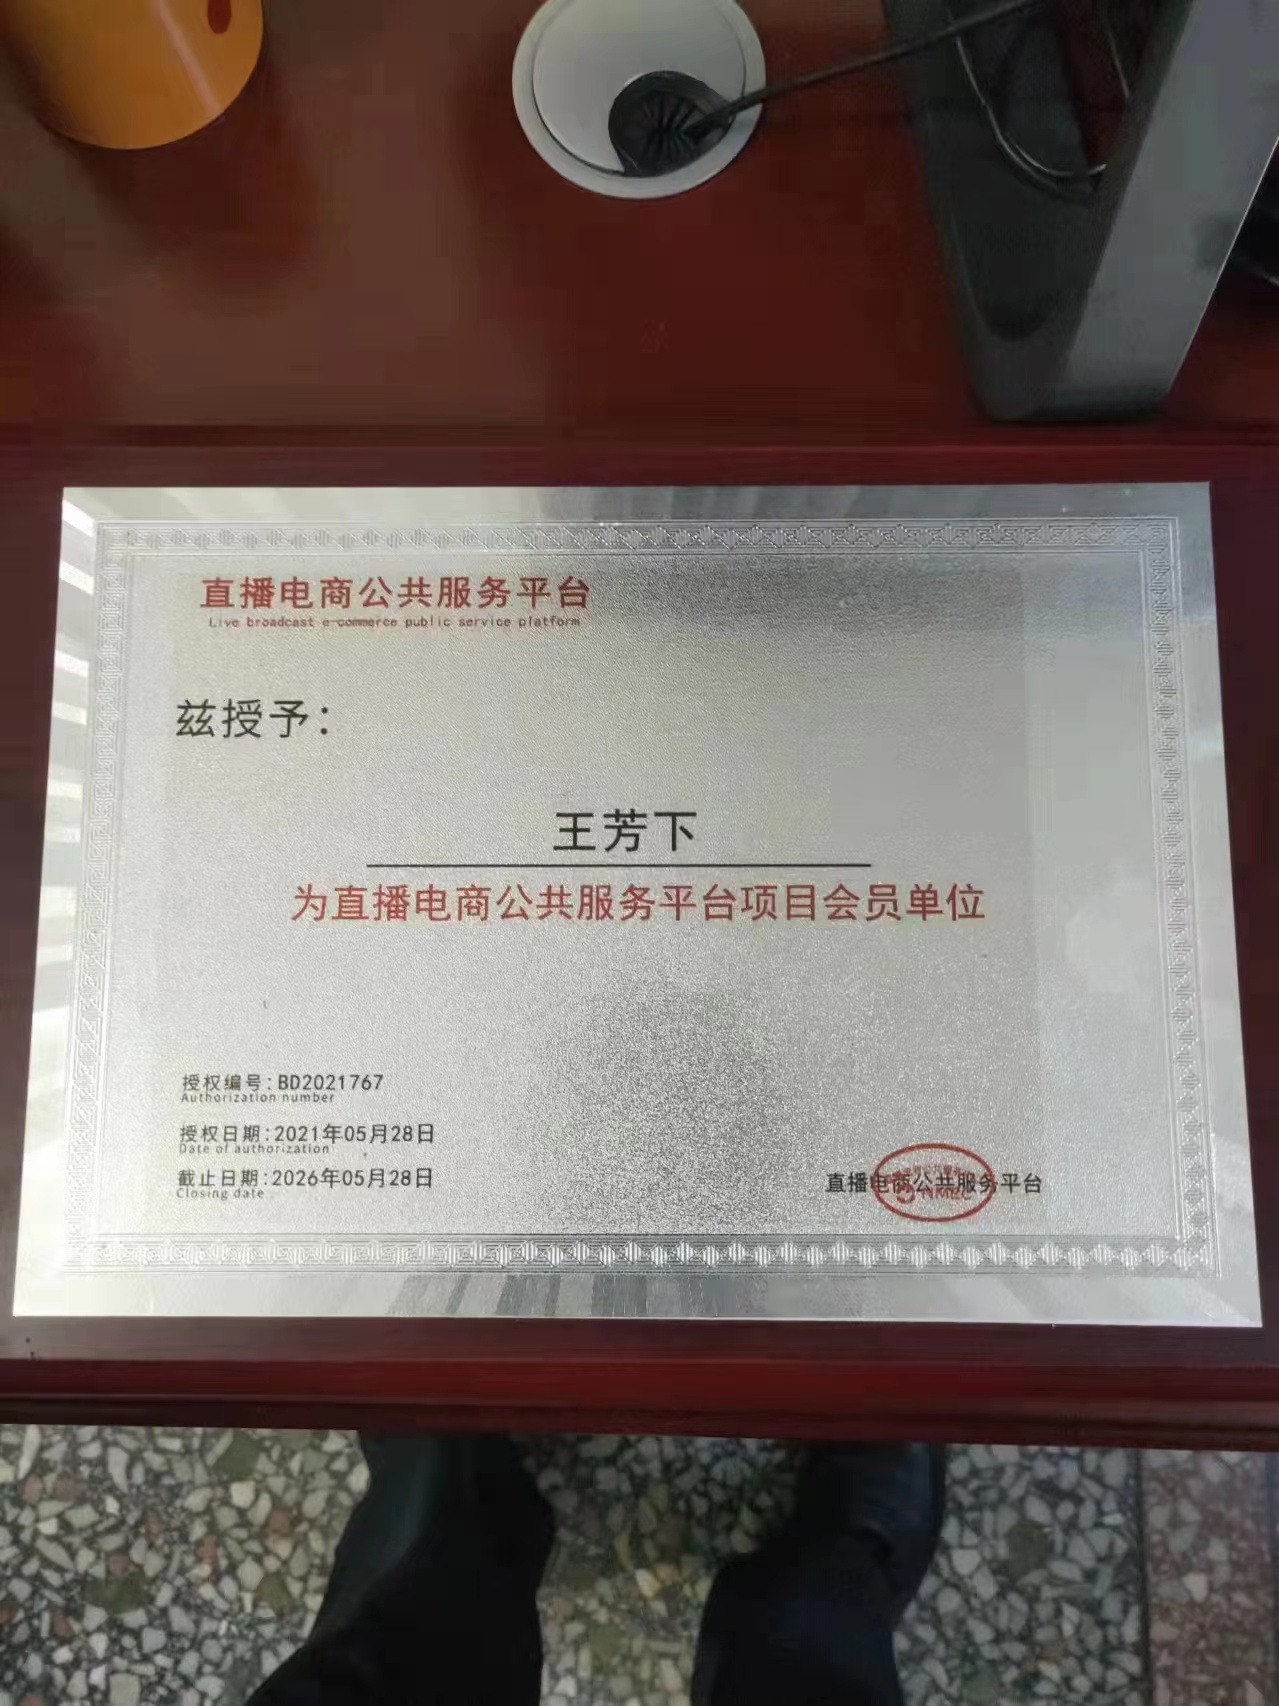 直播电商公共服务平台
Live broadcast e-commerce public service platform
兹授予：
王芳下
为直播电商公共服务平台项目会员单位
授权编号:BD2021767
Authorization number
授权日期:2021年05月28日
Date of authorization
截止日期:2026年05月28日
Closing date
直播电商公共服务平台